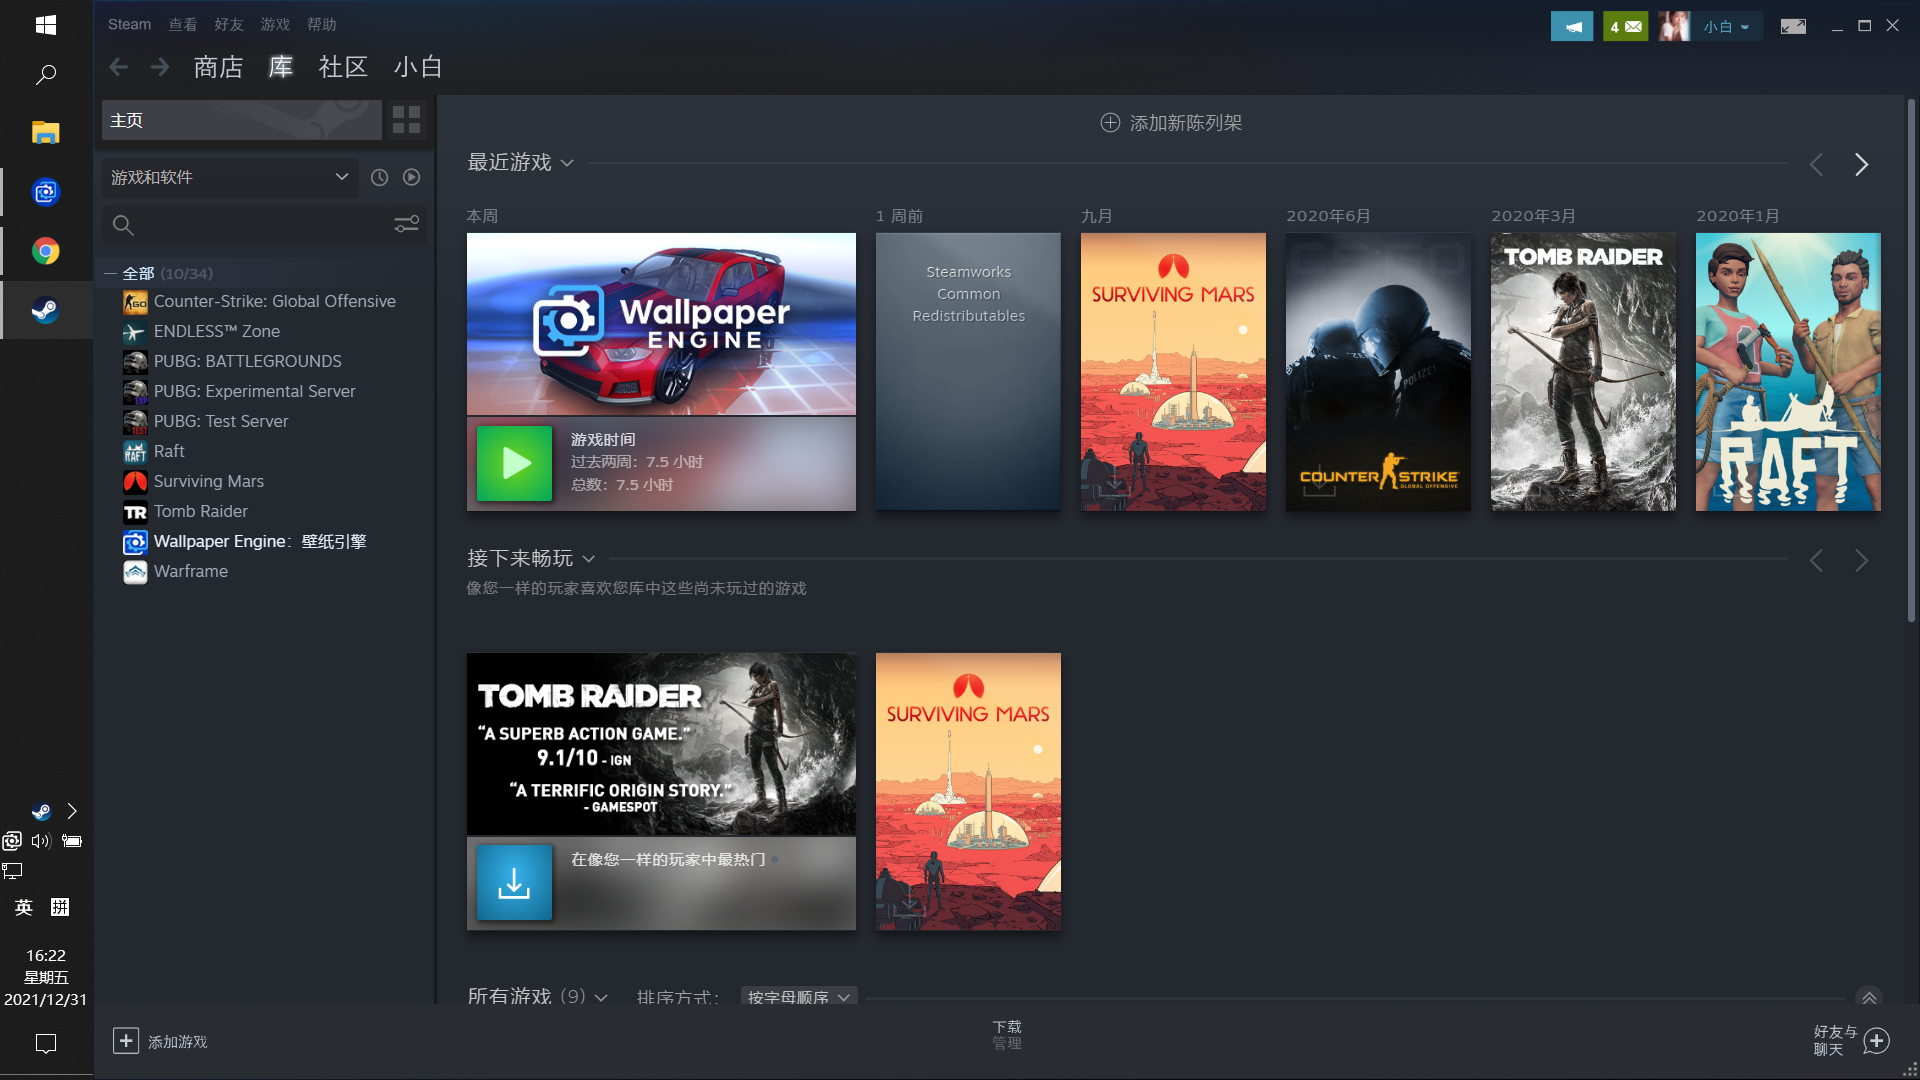 Steam 查看 好友 游戏 帮助
4 小白
商店 库 社区 小白
主页
添加新陈列架
游戏和软件
最近游戏
本周
1 周前
九月
2020年6月
2020年3月
2020年1月
全部 (10/34)
Counter-Strike: Global Offensive
ENDLESS™ Zone
PUBG: BATTLEGROUNDS
PUBG: Experimental Server
PUBG: Test Server
Raft
Surviving Mars
Tomb Raider
Wallpaper Engine：壁纸引擎
Warframe
Wallpaper
ENGINE
游戏时间
过去两周：7.5 小时
总数：7.5 小时
Steamworks
Common
Redistributables
SURVIVING MARS
POLIZEI
COUNTER STRIKE
GLOBAL OFFENSIVE
TOMB RAIDER
RAFT
接下来畅玩
像您一样的玩家喜欢您库中这些尚未玩过的游戏
TOMB RAIDER
“A SUPERB ACTION GAME.”
9.1/10 - IGN
“A TERRIFIC ORIGIN STORY.”
- GAMESPOT
在像您一样的玩家中最热门
SURVIVING MARS
所有游戏 (9) 排序方式： 按字母顺序
英 拼
16:22
星期五
2021/12/31
添加游戏
下载
管理
好友与
聊天